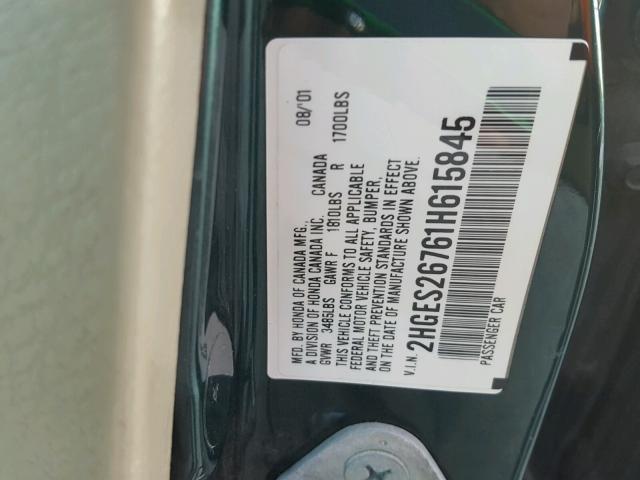 MFD. BY HONDA OF CANADA MFG., CANADA 08/'01
A DIVISION OF HONDA CANADA INC.
GVWR 3485LBS GAWR F 1810LBS R 1700LBS
THIS VEHICLE CONFORMS TO ALL APPLICABLE
FEDERAL MOTOR VEHICLE SAFETY, BUMPER,
AND THEFT PREVENTION STANDARDS IN EFFECT
ON THE DATE OF MANUFACTURE SHOWN ABOVE.
V.I.N. 2HGES26761H615845
PASSENGER CAR